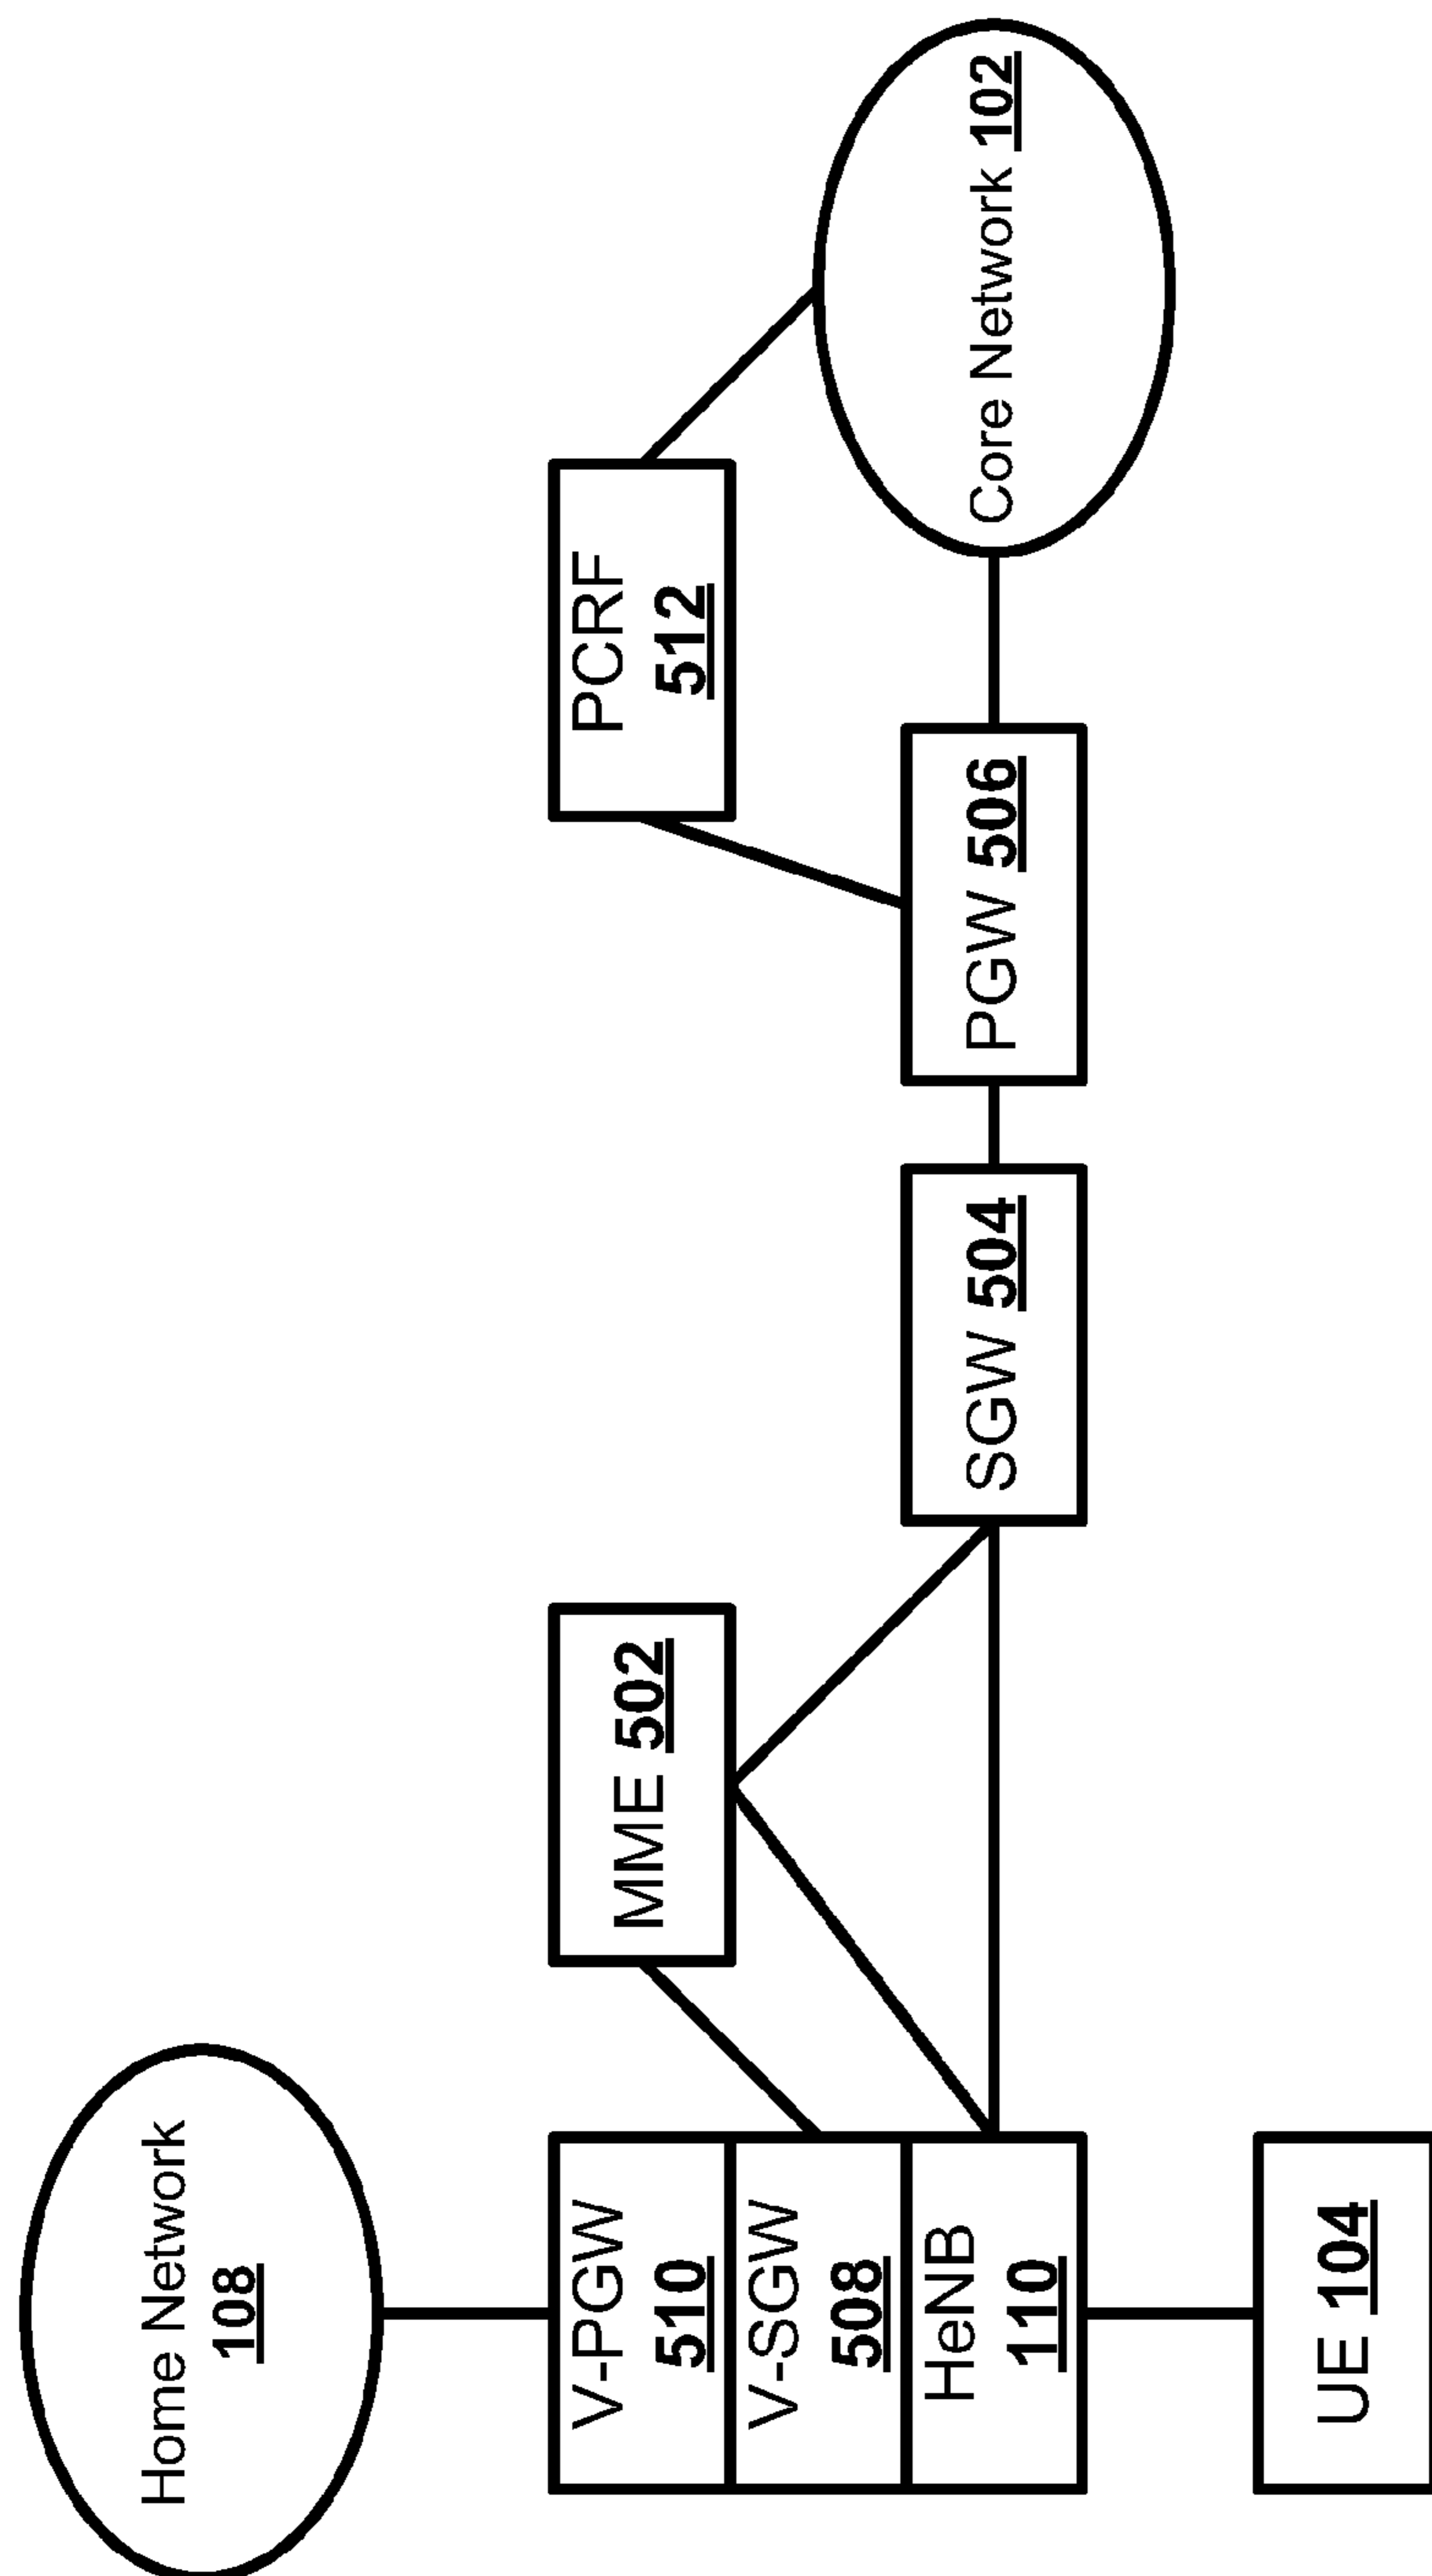 Home Network
108
V-PGW
510
V-SGW
508
HeNB
110
UE 104
MME 502
SGW 504
PGW 506
PCRF
512
Core Network 102